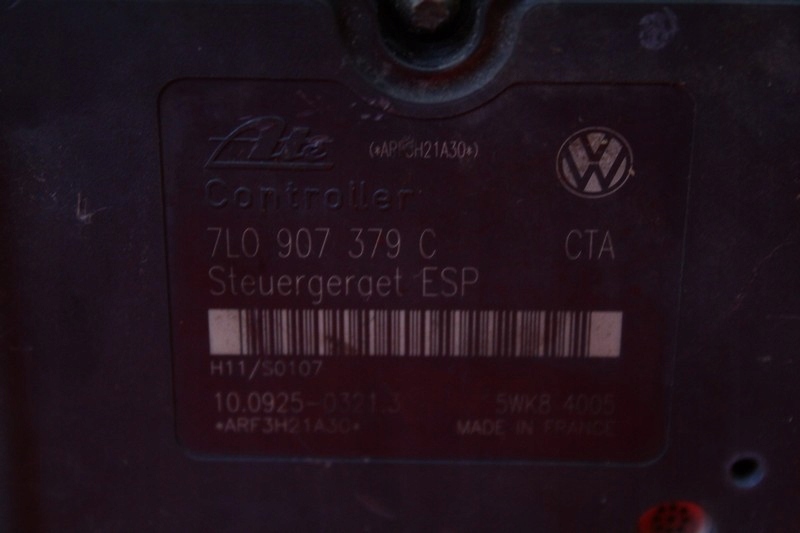 Ate (*ARF3H21A30*)
Controller
7L0 907 379 C CTA
Steuergerget ESP
H11/S0107
10.0925-0321.3 5WK8 4005
*ARF3H21A30*
MADE IN FRANCE